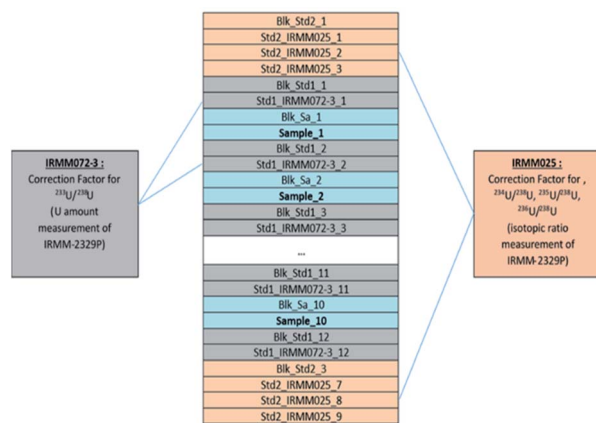 Blk_Std2_1
Std2_IRMM025_1
Std2_IRMM025_2
Std2_IRMM025_3
Blk_Std1_1
Std1_IRMM072-3_1
Blk_Sa_1
Sample_1
Blk_Std1_2
Std1_IRMM072-3_2
Blk_Sa_2
Sample_2
Blk_Std1_3
Std1_IRMM072-3_3
...
Blk_Std1_11
Std1_IRMM072-3_11
Blk_Sa_10
Sample_10
Blk_Std1_12
Std1_IRMM072-3_12
Blk_Std2_3
Std2_IRMM025_7
Std2_IRMM025_8
Std2_IRMM025_9
IRMM072-3 :
Correction Factor for
²³³U/²³⁸U
(U amount
measurement of
IRMM-2329P)
IRMM025 :
Correction Factor for ,
²³⁴U/²³⁸U, ²³⁵U/²³⁸U,
²³⁶U/²³⁸U
(isotopic ratio
measurement of
IRMM-2329P)